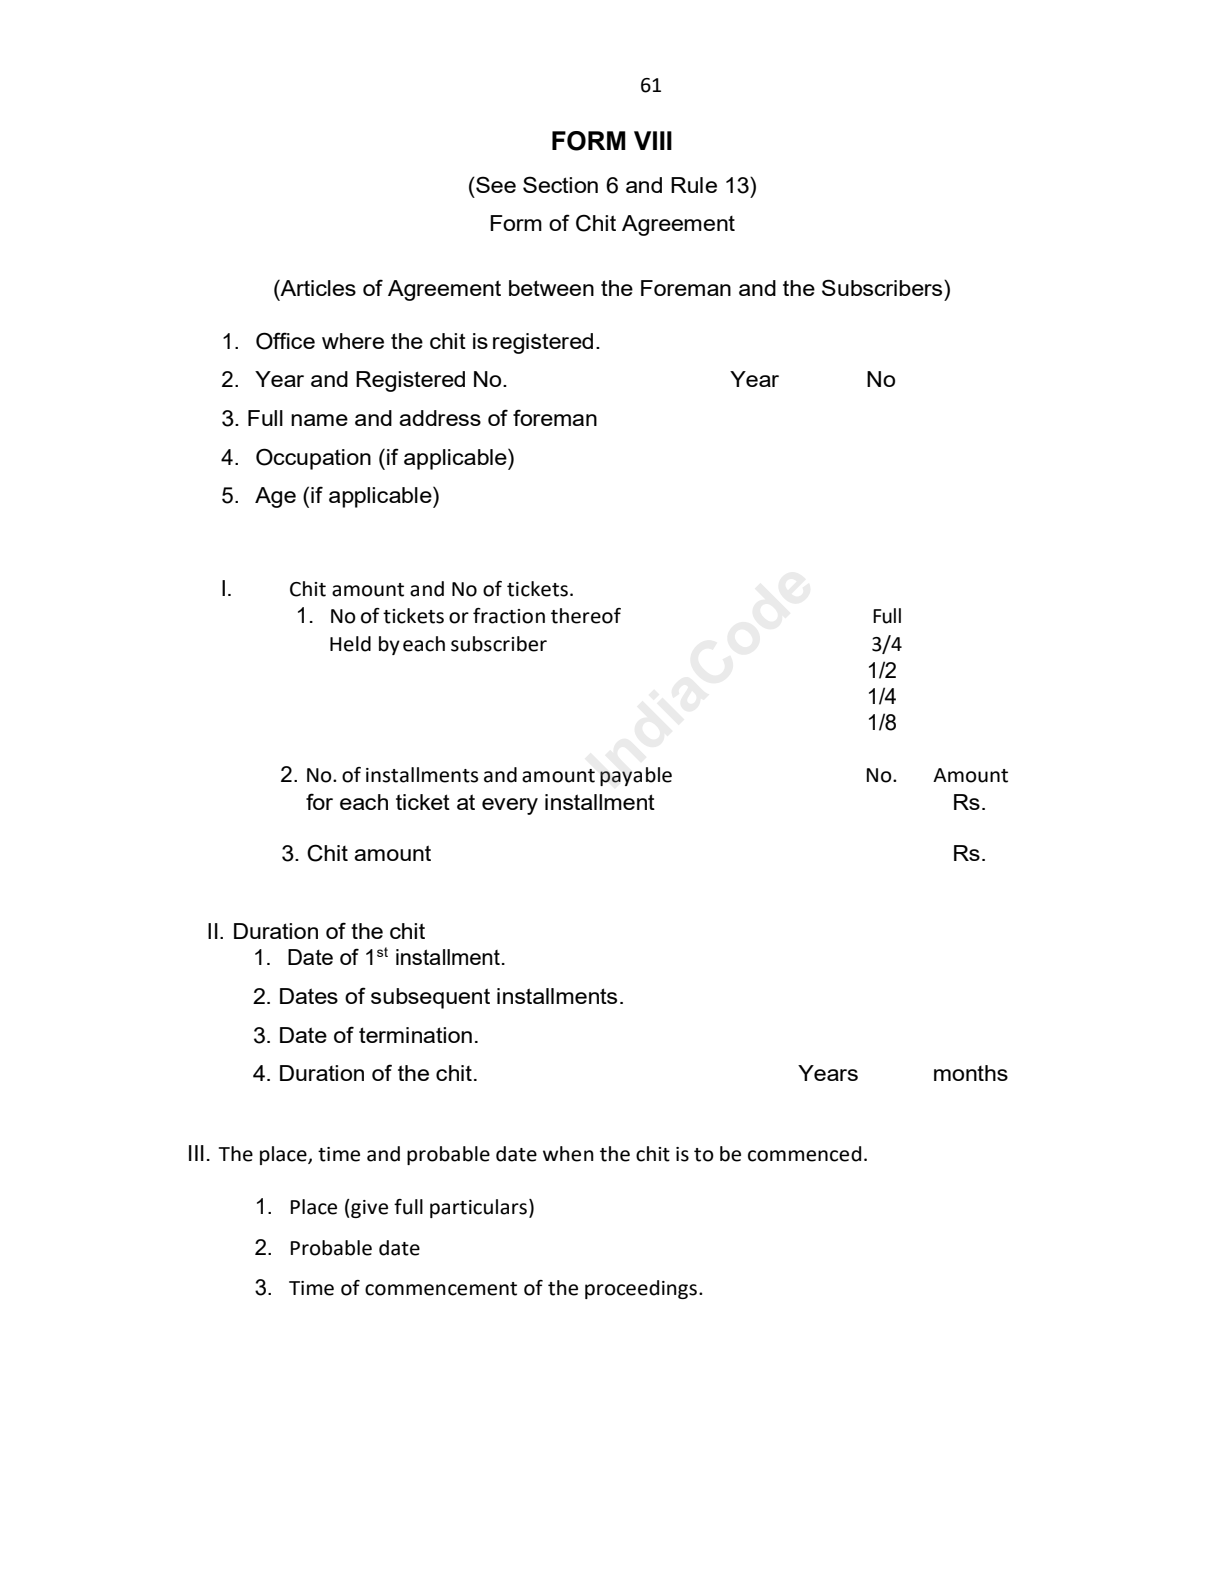 61
FORM VIII
(See Section 6 and Rule 13)
Form of Chit Agreement
(Articles of Agreement between the Foreman and the Subscribers)
1. Office where the chit is registered.
2. Year and Registered No. Year No
3. Full name and address of foreman
4. Occupation (if applicable)
5. Age (if applicable)
I. Chit amount and No of tickets.
1. No of tickets or fraction thereof Full
Held by each subscriber 3/4
1/2
1/4
1/8
2. No. of installments and amount payable No. Amount
for each ticket at every installment Rs.
3. Chit amount Rs.
II. Duration of the chit
1. Date of 1st installment.
2. Dates of subsequent installments.
3. Date of termination.
4. Duration of the chit. Years months
III. The place, time and probable date when the chit is to be commenced.
1. Place (give full particulars)
2. Probable date
3. Time of commencement of the proceedings.
IndiaCode